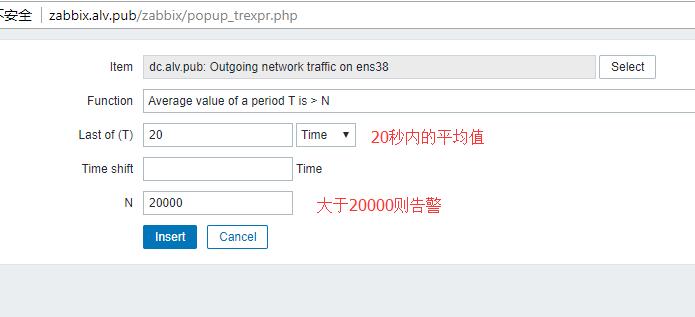 不安全 zabbix.alv.pub/zabbix/popup_trexpr.php
Item dc.alv.pub: Outgoing network traffic on ens38 Select
Function Average value of a period T is > N
Last of (T) 20 Time 20秒内的平均值
Time shift Time
N 20000 大于20000则告警
Insert Cancel